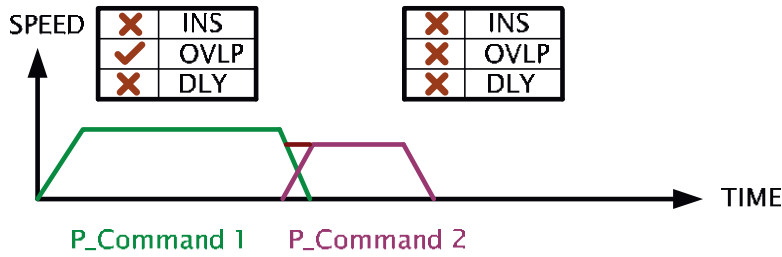 SPEED
INS
OVLP
DLY
INS
OVLP
DLY
TIME
P_Command 1
P_Command 2